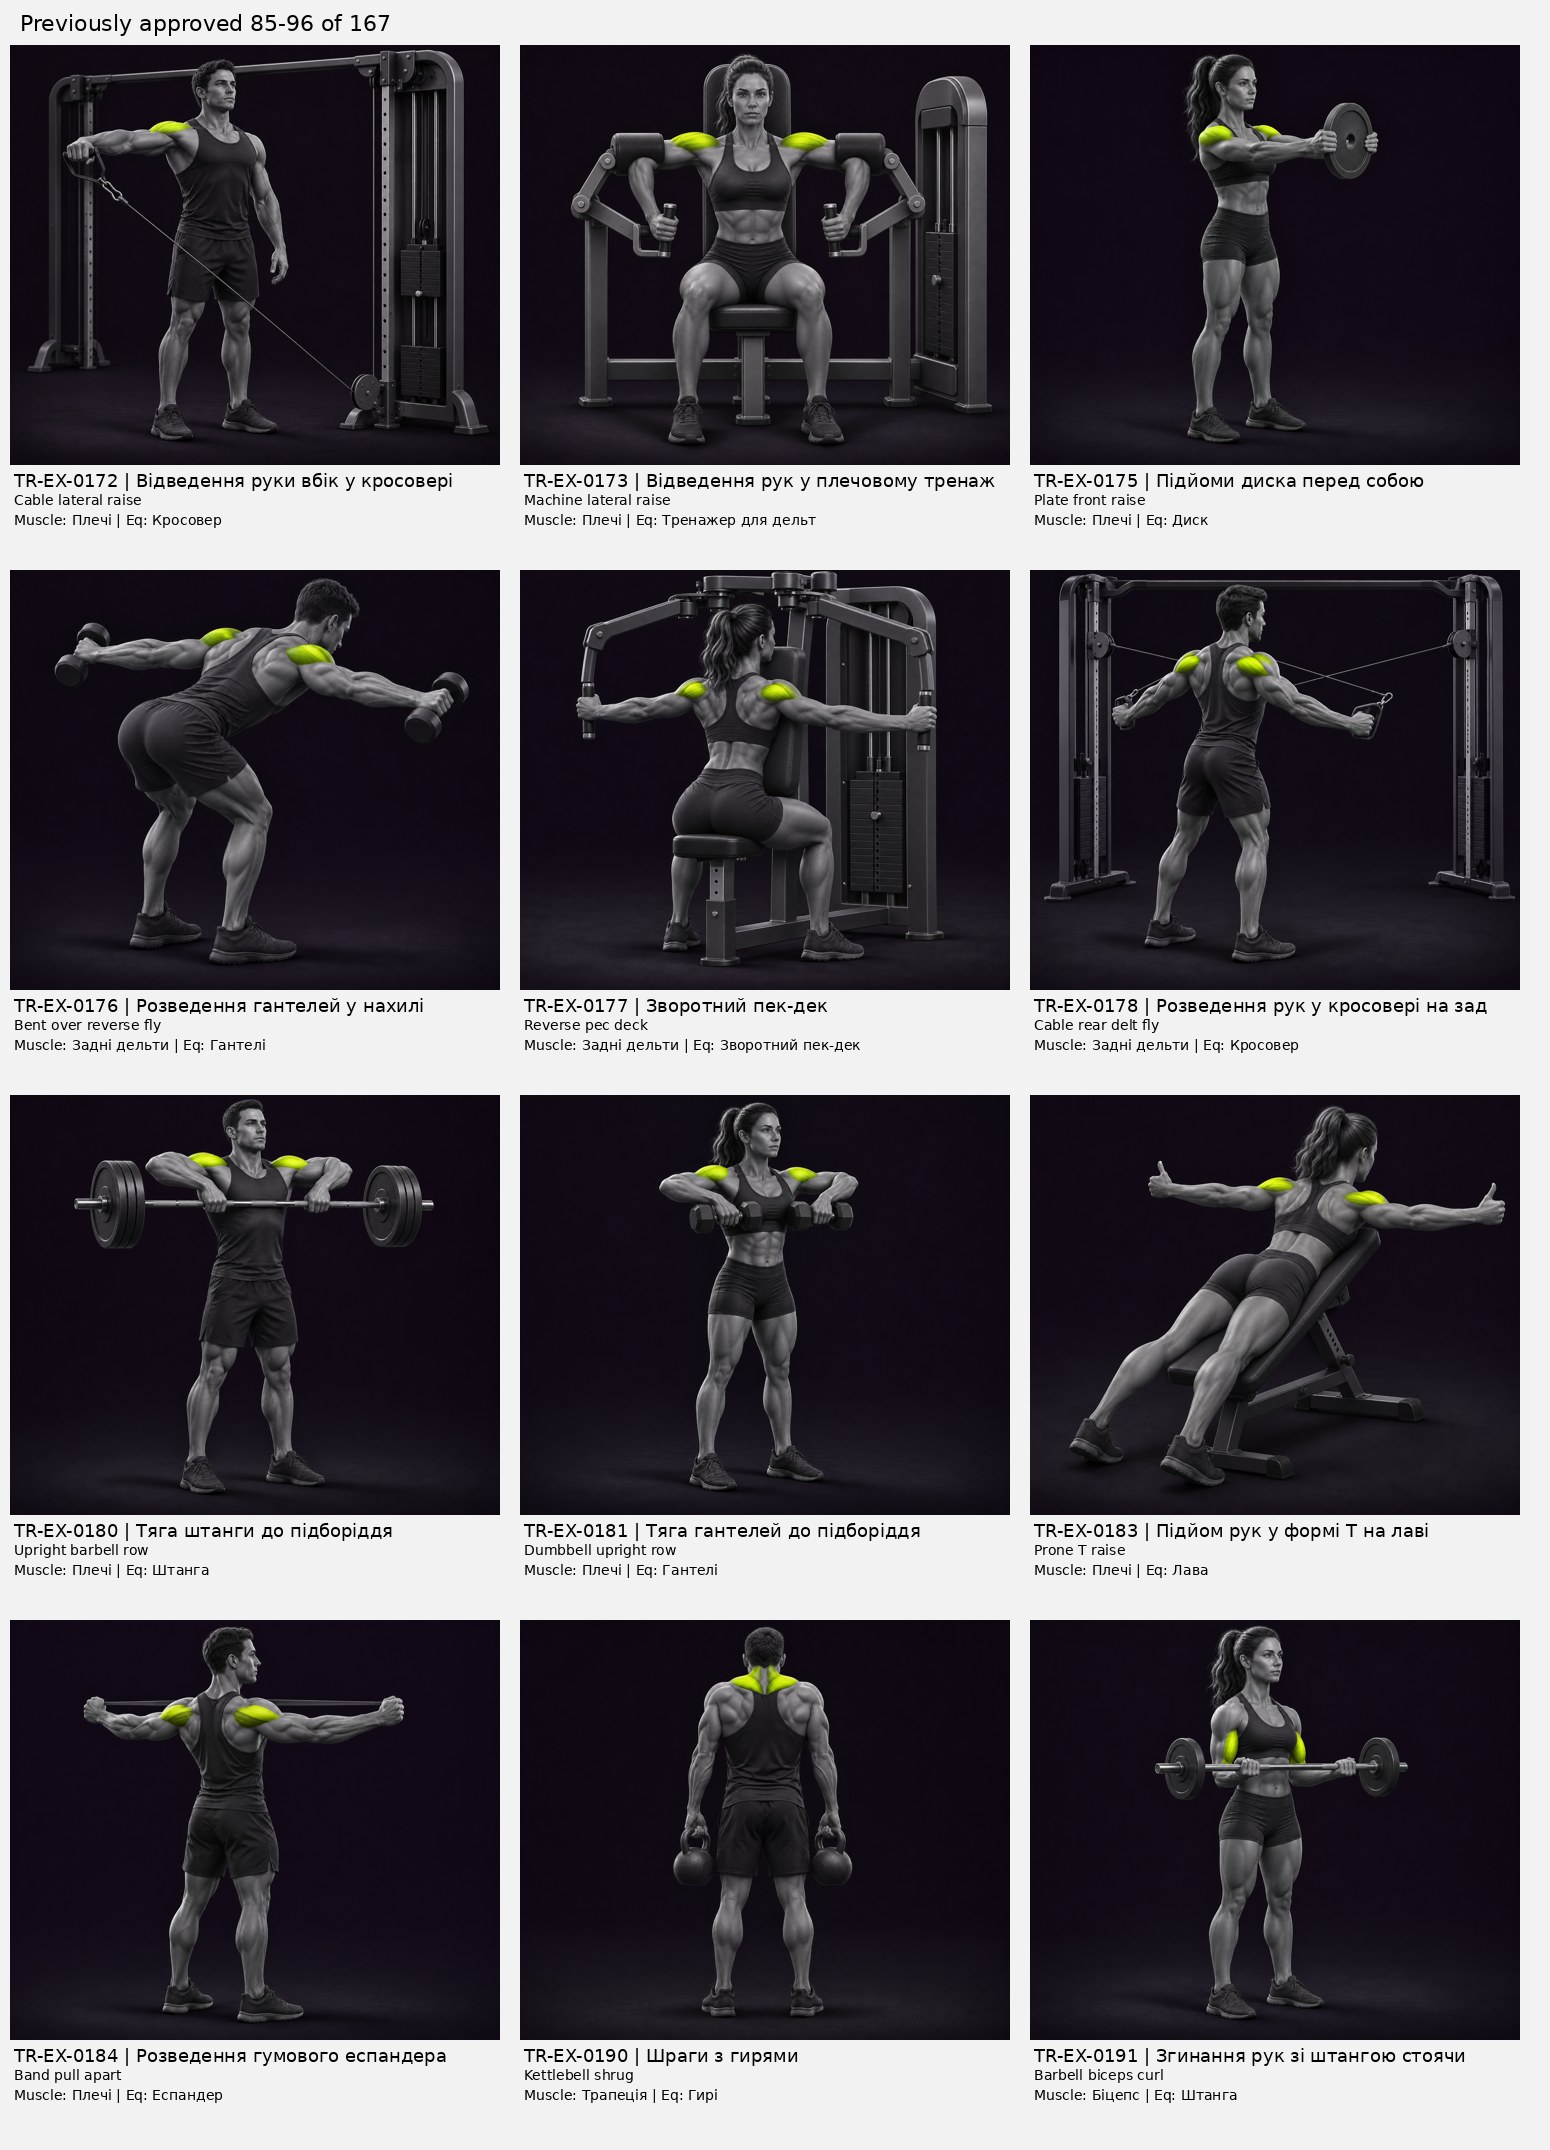 Previously approved 85-96 of 167
TR-EX-0172 | Відведення руки вбік у кросовері
Cable lateral raise
Muscle: Плечі | Eq: Кросовер
TR-EX-0173 | Відведення рук у плечовому тренаж
Machine lateral raise
Muscle: Плечі | Eq: Тренажер для дельт
TR-EX-0175 | Підйоми диска перед собою
Plate front raise
Muscle: Плечі | Eq: Диск
TR-EX-0176 | Розведення гантелей у нахилі
Bent over reverse fly
Muscle: Задні дельти | Eq: Гантелі
TR-EX-0177 | Зворотний пек-дек
Reverse pec deck
Muscle: Задні дельти | Eq: Зворотний пек-дек
TR-EX-0178 | Розведення рук у кросовері на зад
Cable rear delt fly
Muscle: Задні дельти | Eq: Кросовер
TR-EX-0180 | Тяга штанги до підборіддя
Upright barbell row
Muscle: Плечі | Eq: Штанга
TR-EX-0181 | Тяга гантелей до підборіддя
Dumbbell upright row
Muscle: Плечі | Eq: Гантелі
TR-EX-0183 | Підйом рук у формі Т на лаві
Prone T raise
Muscle: Плечі | Eq: Лава
TR-EX-0184 | Розведення гумового еспандера
Band pull apart
Muscle: Плечі | Eq: Еспандер
TR-EX-0190 | Шраги з гирями
Kettlebell shrug
Muscle: Трапеція | Eq: Гирі
TR-EX-0191 | Згинання рук зі штангою стоячи
Barbell biceps curl
Muscle: Біцепс | Eq: Штанга